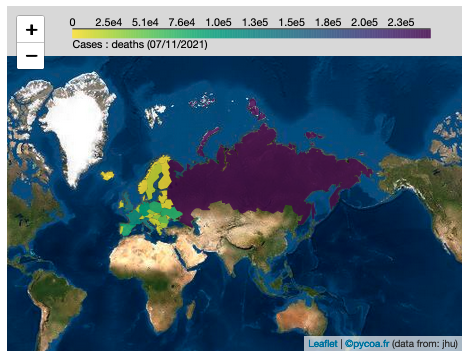 +
−
0 2.5e4 5.1e4 7.6e4 1.0e5 1.3e5 1.5e5 1.8e5 2.0e5 2.3e5
Cases : deaths (07/11/2021)
Leaflet | ©pycoa.fr (data from: jhu)